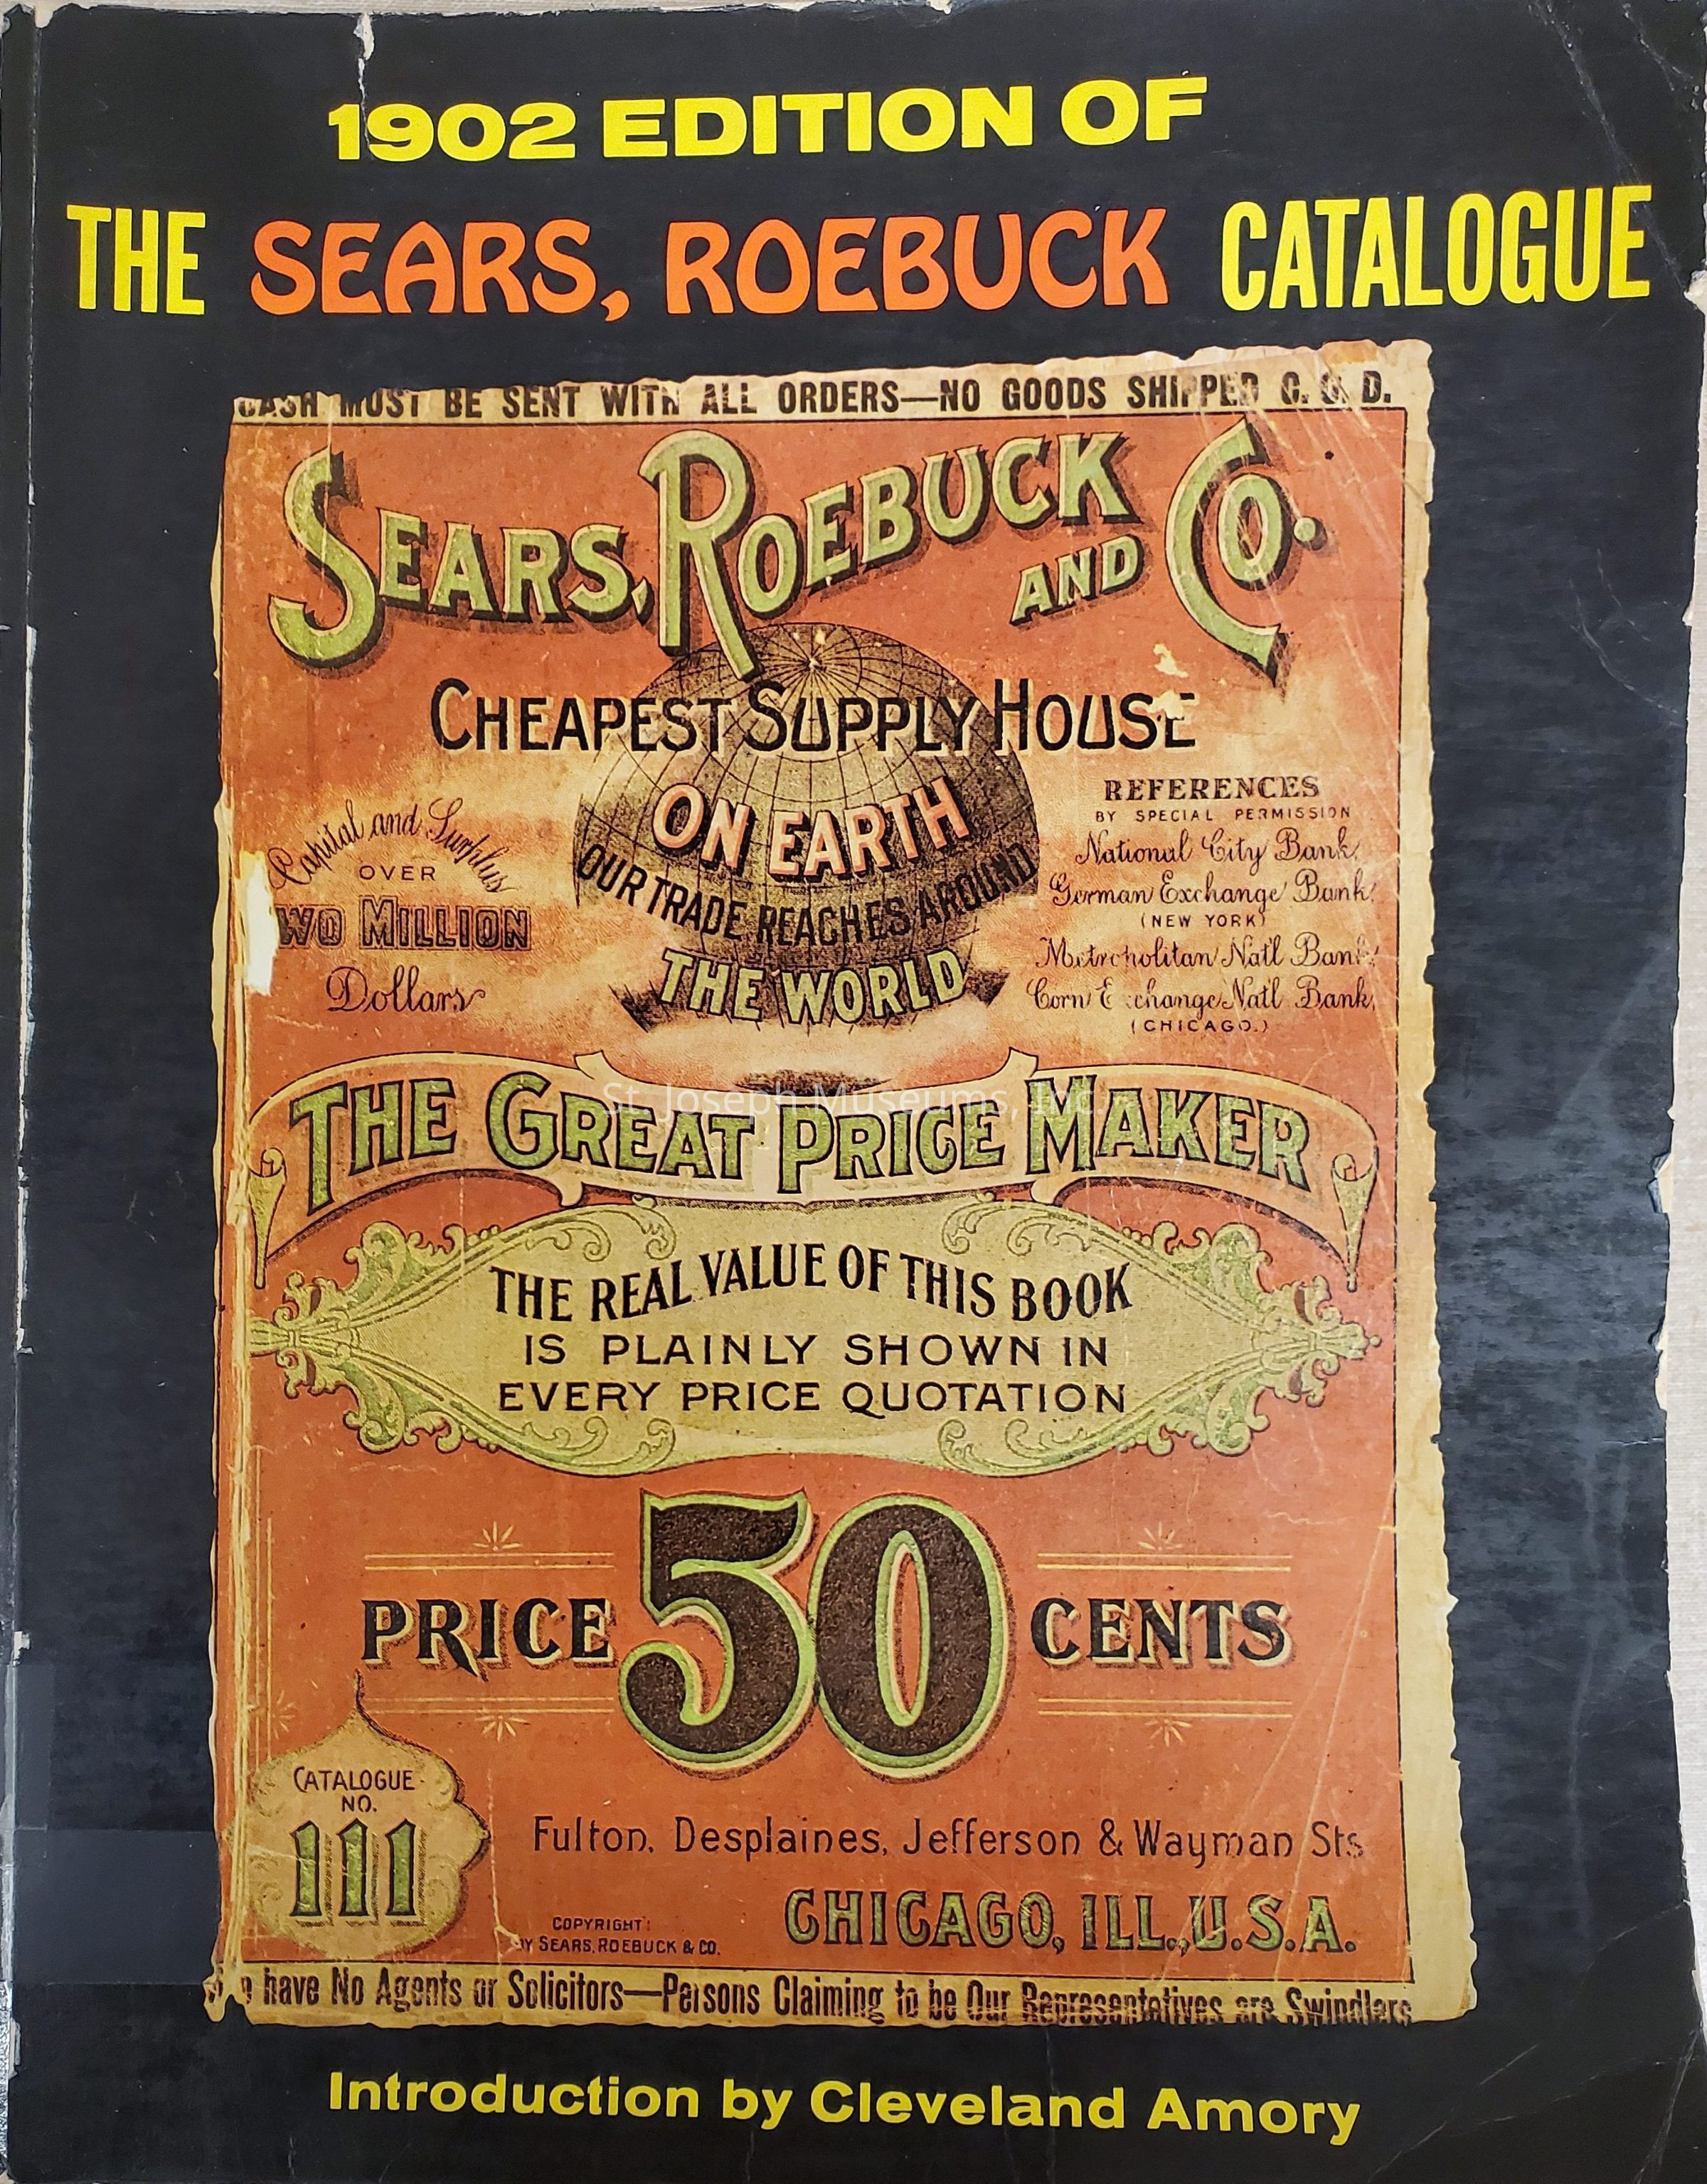 1902 EDITION OF
THE SEARS, ROEBUCK CATALOGUE
CASH MUST BE SENT WITH ALL ORDERS—NO GOODS SHIPPED C. O. D.
SEARS, ROEBUCK AND CO.
CHEAPEST SUPPLY HOUSE
ON EARTH
OUR TRADE REACHES AROUND
THE WORLD
Capital and Surplus
OVER
WO MILLION
Dollars
REFERENCES
BY SPECIAL PERMISSION
National City Bank,
German Exchange Bank,
(NEW YORK)
Metropolitan Nat'l Bank,
Corn Exchange Natl Bank,
(CHICAGO.)
THE GREAT PRICE MAKER
St. Joseph Museums, Inc.
THE REAL VALUE OF THIS BOOK
IS PLAINLY SHOWN IN
EVERY PRICE QUOTATION
PRICE 50 CENTS
CATALOGUE
NO.
111
Fulton, Desplaines, Jefferson & Wayman Sts
CHICAGO, ILL., U.S.A.
COPYRIGHT
BY SEARS, ROEBUCK & CO.
have No Agents or Solicitors—Persons Claiming to be Our Representatives are Swindlers
Introduction by Cleveland Amory